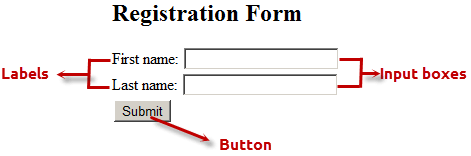 Registration Form
First name:
Labels
Input boxes
Last name:
Submit
Button